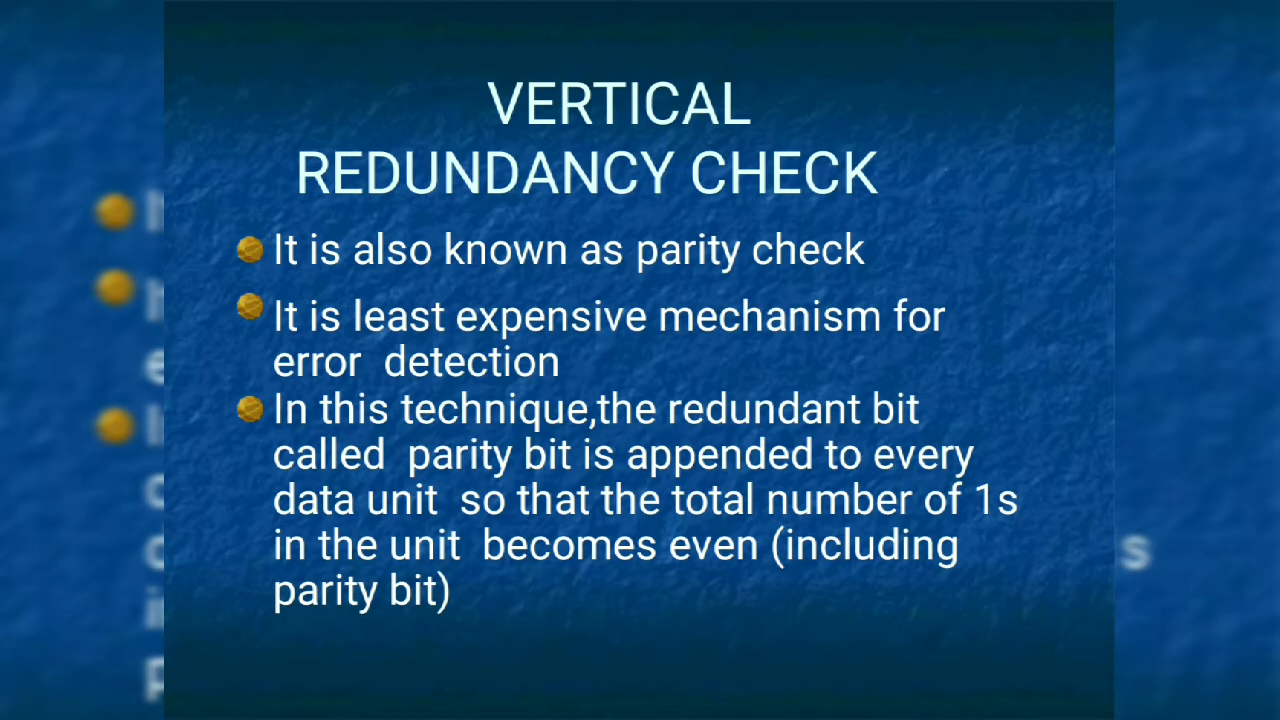 VERTICAL
REDUNDANCY CHECK
It is also known as parity check
It is least expensive mechanism for
error detection
In this technique,the redundant bit
called parity bit is appended to every
data unit so that the total number of 1s
in the unit becomes even (including
parity bit)